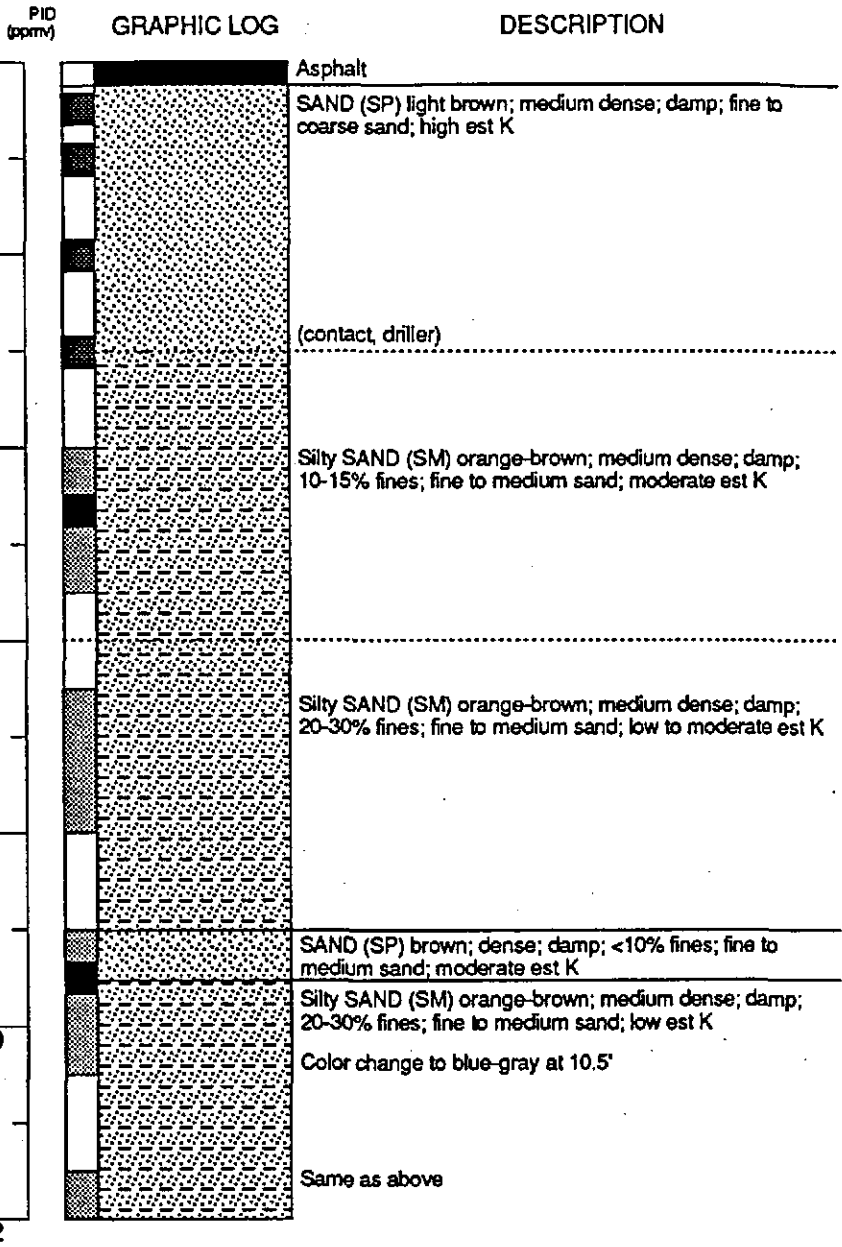 PID
(ppmv)
GRAPHIC LOG
DESCRIPTION
Asphalt
SAND (SP) light brown; medium dense; damp; fine to
coarse sand; high est K
(contact, driller)
Silty SAND (SM) orange-brown; medium dense; damp;
10-15% fines; fine to medium sand; moderate est K
Silty SAND (SM) orange-brown; medium dense; damp;
20-30% fines; fine to medium sand; low to moderate est K
SAND (SP) brown; dense; damp; <10% fines; fine to
medium sand; moderate est K
Silty SAND (SM) orange-brown; medium dense; damp;
20-30% fines; fine to medium sand; low est K
Color change to blue-gray at 10.5'
Same as above